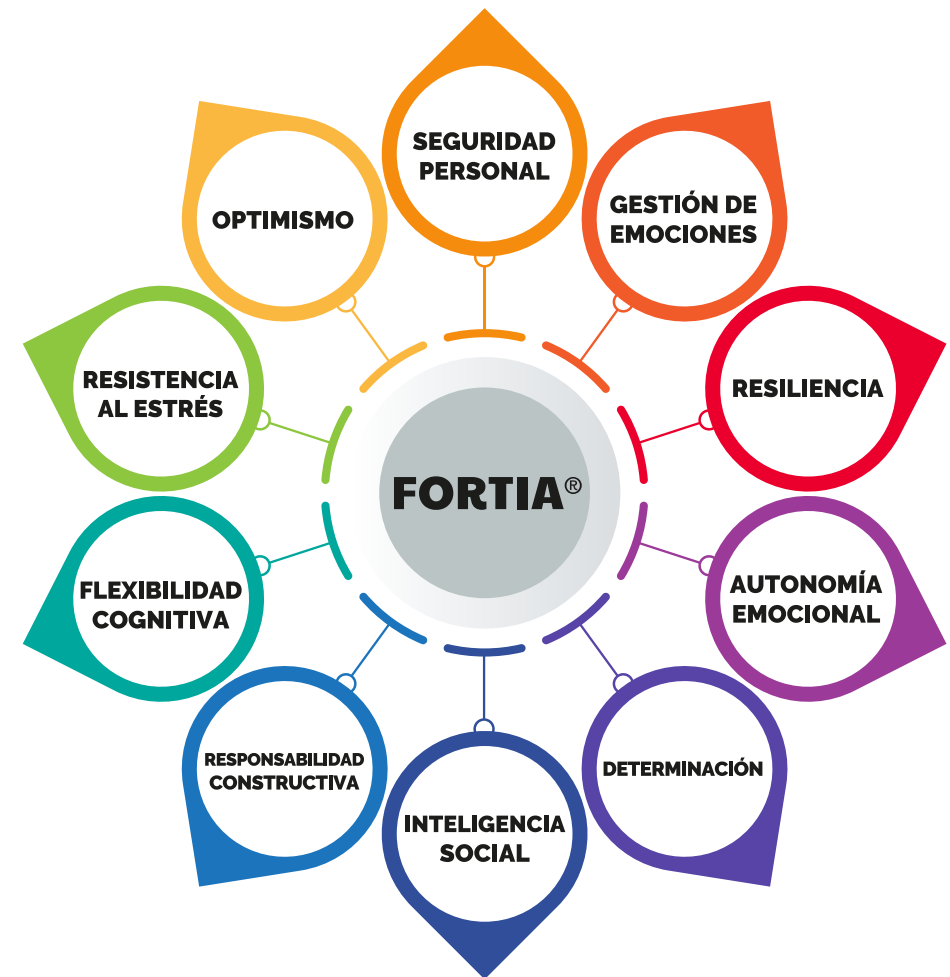 SEGURIDAD
PERSONAL
GESTIÓN DE
EMOCIONES
RESILIENCIA
AUTONOMÍA
EMOCIONAL
DETERMINACIÓN
INTELIGENCIA
SOCIAL
RESPONSABILIDAD
CONSTRUCTIVA
FLEXIBILIDAD
COGNITIVA
RESISTENCIA
AL ESTRÉS
OPTIMISMO
FORTIA®